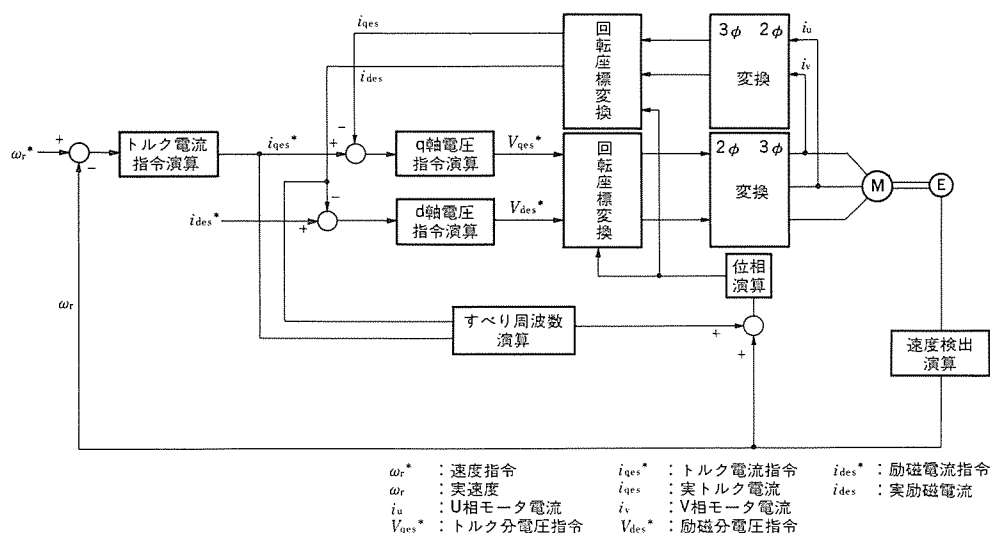 iqes
ides
回転座標変換
3φ 2φ
変換
iu
iv
ωr*
+
−
トルク電流
指令演算
iqes*
−
+
q軸電圧
指令演算
Vqes*
回転座標変換
2φ 3φ
変換
M
E
ides*
−
+
d軸電圧
指令演算
Vdes*
位相
演算
ωr
すべり周波数
演算
+
+
速度検出
演算
ωr* :速度指令
ωr :実速度
iu :U相モータ電流
Vqes* :トルク分電圧指令
iqes* :トルク電流指令
iqes :実トルク電流
iv :V相モータ電流
Vdes* :励磁分電圧指令
ides* :励磁電流指令
ides :実励磁電流